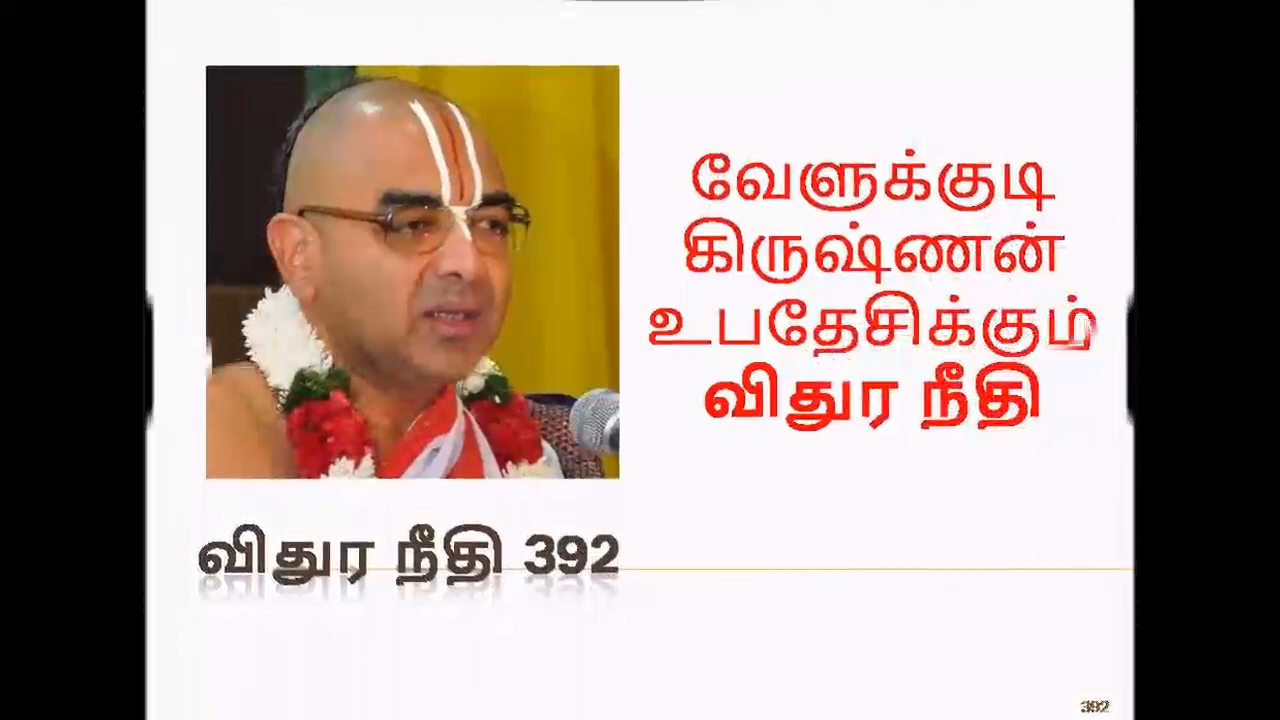 வேளுக்குடி
கிருஷ்ணன்
உபதேசிக்கும்
விதுர நீதி
விதுர நீதி 392
392